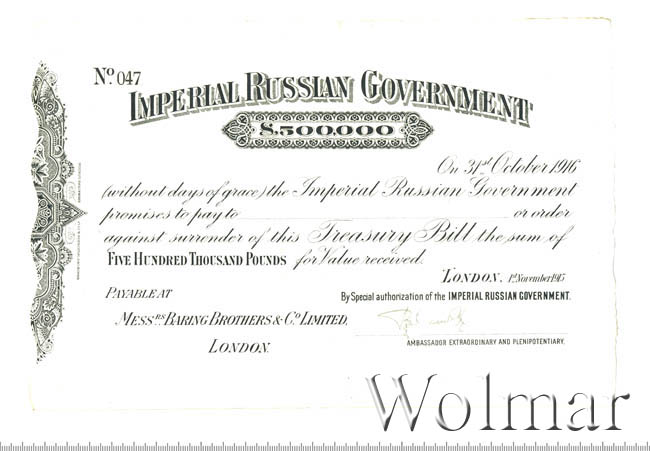 No. 047
IMPERIAL RUSSIAN GOVERNMENT
£500,000
On 31st October 1916
(without days of grace) the Imperial Russian Government
promises to pay to or order
against surrender of this Treasury Bill the sum of
FIVE HUNDRED THOUSAND POUNDS for Value received.
LONDON, 1st November 1915
PAYABLE AT
By Special authorization of the IMPERIAL RUSSIAN GOVERNMENT.
MESSRS BARING BROTHERS & CO LIMITED,
LONDON.
AMBASSADOR EXTRAORDINARY AND PLENIPOTENTIARY.
Wolmar